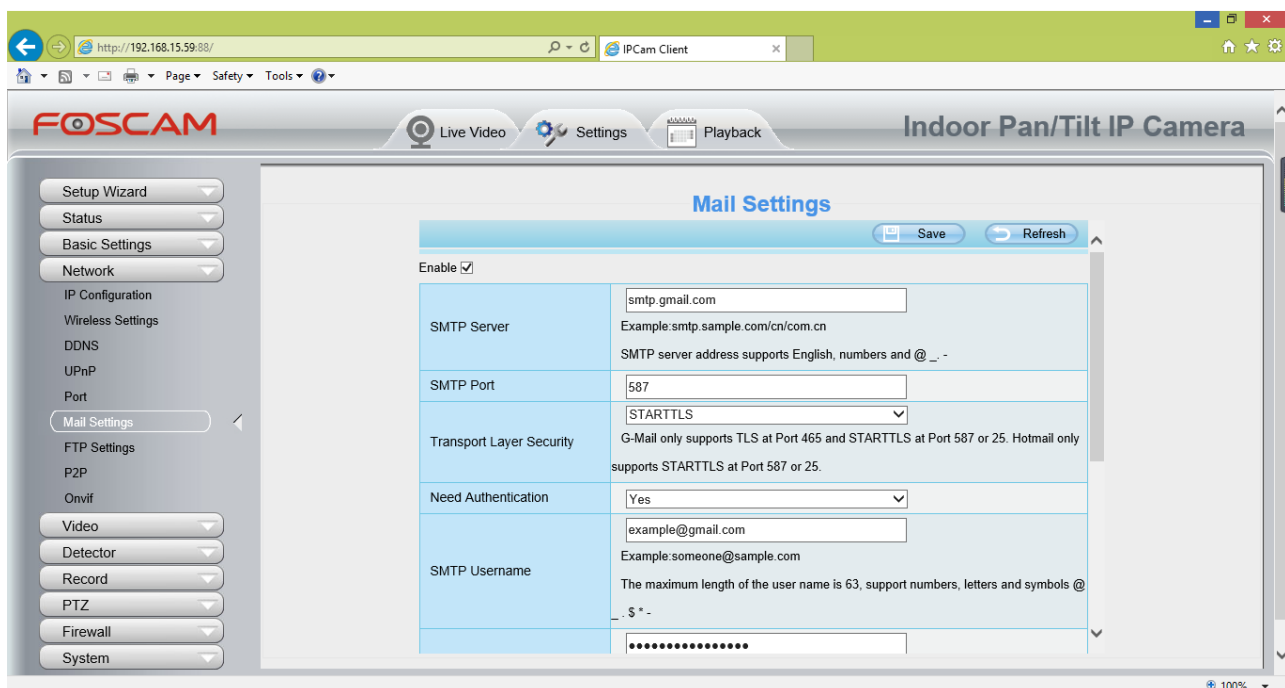 http://192.168.15.59:88/
IPCam Client
Page Safety Tools
FOSCAM
Live Video
Settings
Playback
Indoor Pan/Tilt IP Camera
Setup Wizard
Status
Basic Settings
Network
IP Configuration
Wireless Settings
DDNS
UPnP
Port
Mail Settings
FTP Settings
P2P
Onvif
Video
Detector
Record
PTZ
Firewall
System
Mail Settings
Save
Refresh
Enable
SMTP Server
smtp.gmail.com
Example:smtp.sample.com/cn/com.cn
SMTP server address supports English, numbers and @ _. -
SMTP Port
587
Transport Layer Security
STARTTLS
G-Mail only supports TLS at Port 465 and STARTTLS at Port 587 or 25. Hotmail only
supports STARTTLS at Port 587 or 25.
Need Authentication
Yes
SMTP Username
example@gmail.com
Example:someone@sample.com
The maximum length of the user name is 63, support numbers, letters and symbols @
_ . $ * -
••••••••••••••••
100%